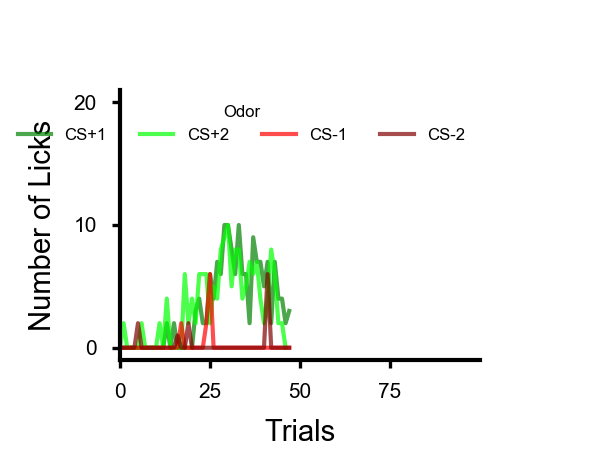 20
Odor
CS+1 CS+2 CS-1 CS-2
Number of Licks
10
0
0 25 50 75
Trials